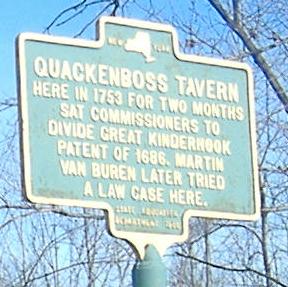 NEW YORK
QUACKENBOSS TAVERN
HERE IN 1753 FOR TWO MONTHS
SAT COMMISSIONERS TO
DIVIDE GREAT KINDERHOOK
PATENT OF 1686. MARTIN
VAN BUREN LATER TRIED
A LAW CASE HERE.
STATE EDUCATION
DEPARTMENT